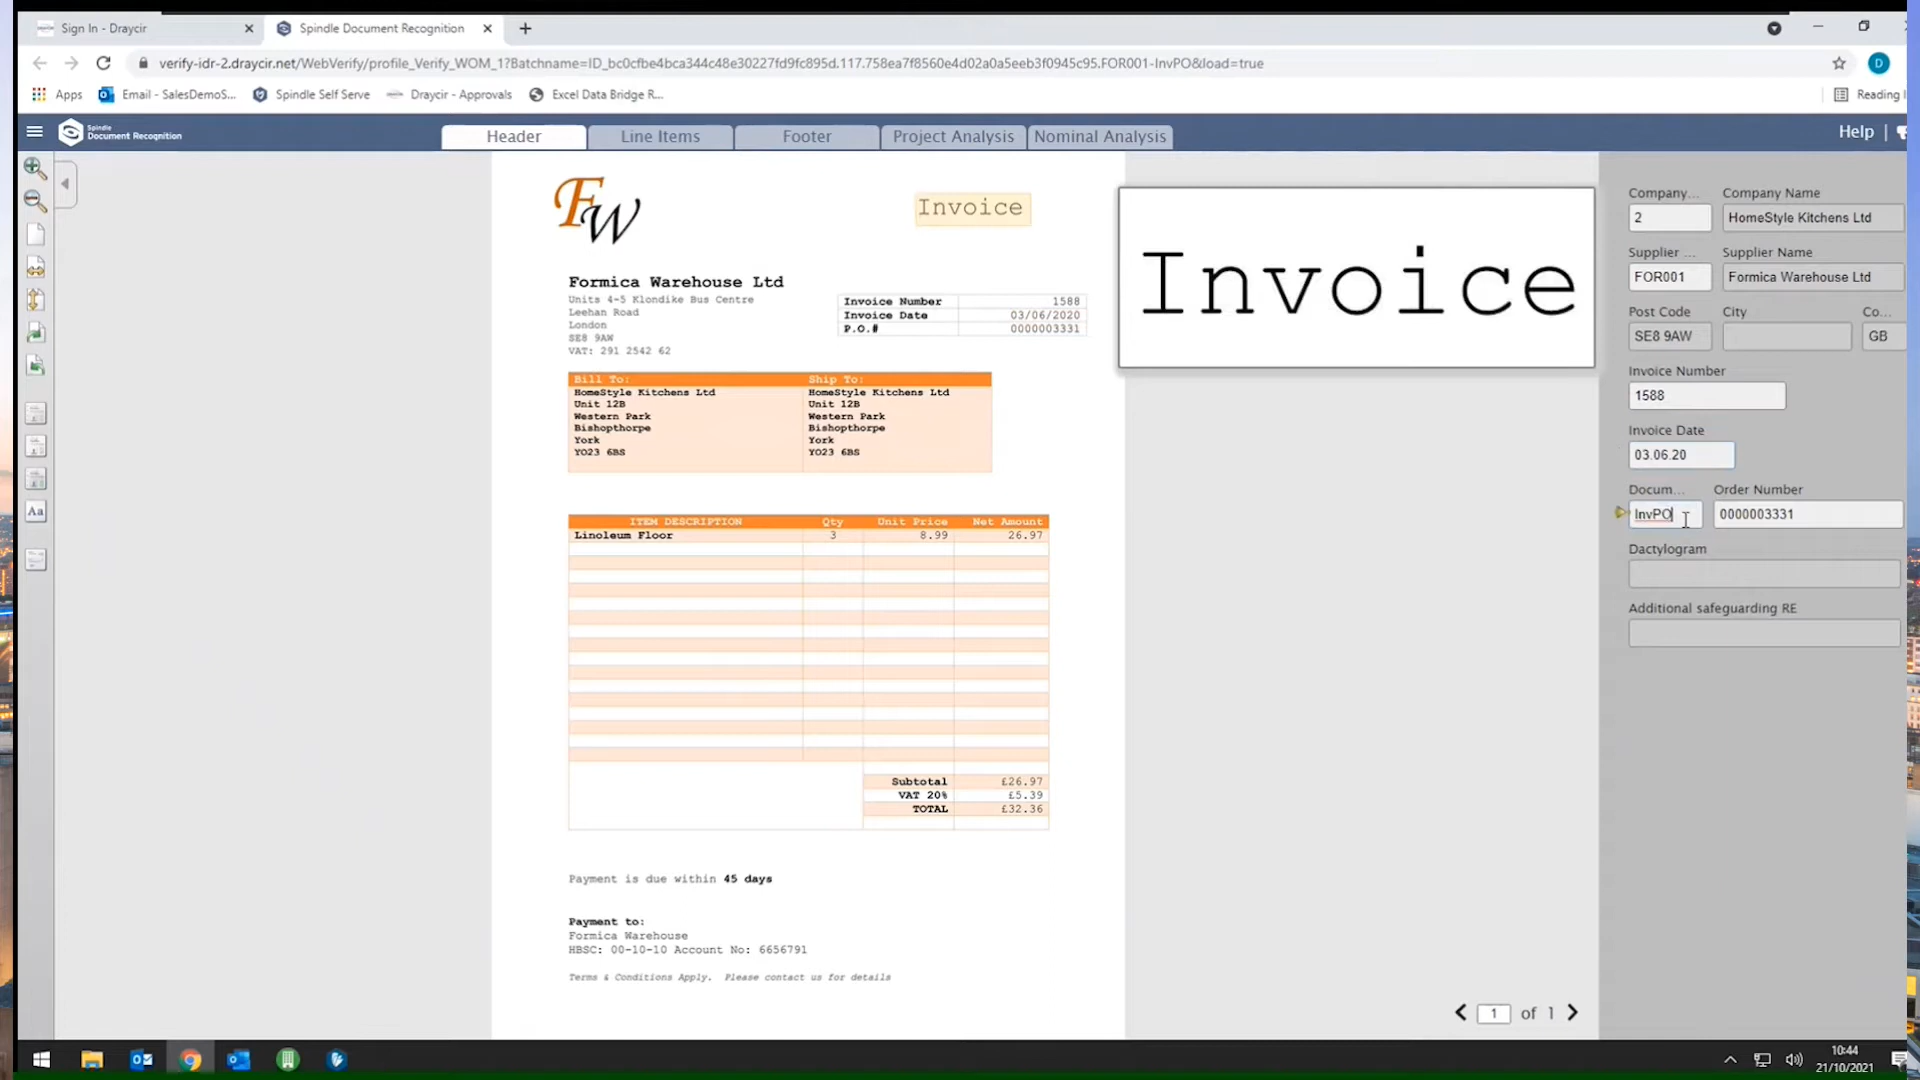 Sign In - Draycir
Spindle Document Recognition
verify-idr-2.draycir.net/WebVerify/profile_Verify_WOM_1?Batchname=ID_bc0cfbe4bca344c48e30227fd9fc895d.117.758ea7f8560e4d02a0a5eeb3f0945c95.FOR001-InvPO&load=true
D
Apps
Email - SalesDemoS...
Spindle Self Serve
Draycir - Approvals
Excel Data Bridge R...
Reading
Spindle
Document Recognition
Header
Line Items
Footer
Project Analysis
Nominal Analysis
Help
FW
Invoice
Formica Warehouse Ltd
Units 4-5 Klondike Bus Centre
Leehan Road
London
SE8 9AW
VAT: 291 2542 62
Invoice Number 1588
Invoice Date 03/06/2020
P.O.# 0000003331
Bill To: Ship To:
HomeStyle Kitchens Ltd HomeStyle Kitchens Ltd
Unit 12B Unit 12B
Western Park Western Park
Bishopthorpe Bishopthorpe
York York
YO23 6BS YO23 6BS
ITEM DESCRIPTION Qty Unit Price Net Amount
Linoleum Floor 3 8.99 26.97
Subtotal £26.97
VAT 20% £5.39
TOTAL £32.36
Payment is due within 45 days
Payment to:
Formica Warehouse
HBSC: 00-10-10 Account No: 6656791
Terms & Conditions Apply. Please contact us for details
Invoice
Company... Company Name
2 HomeStyle Kitchens Ltd
Supplier ... Supplier Name
FOR001 Formica Warehouse Ltd
Post Code City Co...
SE8 9AW GB
Invoice Number
1588
Invoice Date
03.06.20
Docum... Order Number
InvPO 0000003331
Dactylogram
Additional safeguarding RE
Aa
1 of 1
10:44
21/10/2021